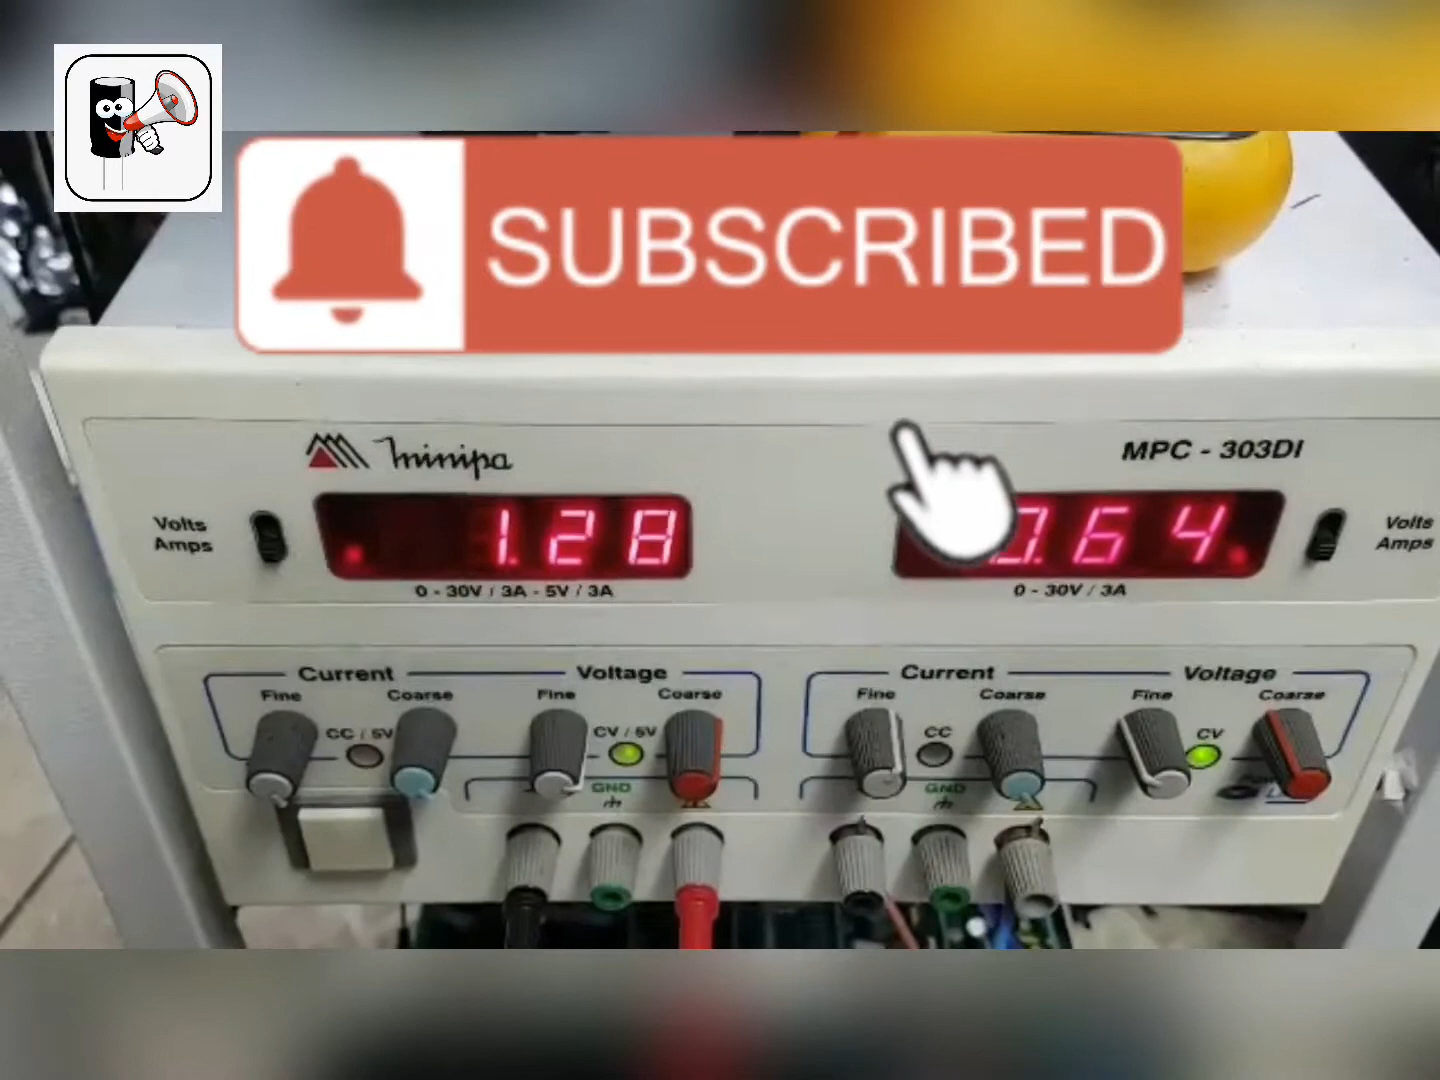 SUBSCRIBED
minipa
MPC - 303DI
Volts
Amps
1.28
0.64
Volts
Amps
0 - 30V / 3A - 5V / 3A
0 - 30V / 3A
Current
Voltage
Current
Voltage
Fine
Coarse
Fine
Coarse
Fine
Coarse
Fine
Coarse
CC / 5V
CV / 5V
CC
CV
GND
GND